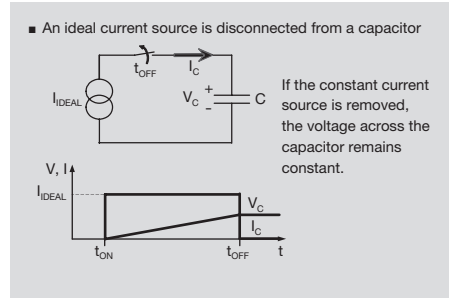 ■ An ideal current source is disconnected from a capacitor
t_OFF
I_C
I_IDEAL
V_C
+
-
C
If the constant current
source is removed,
the voltage across the
capacitor remains
constant.
V, I
I_IDEAL
V_C
I_C
t_ON
t_OFF
t